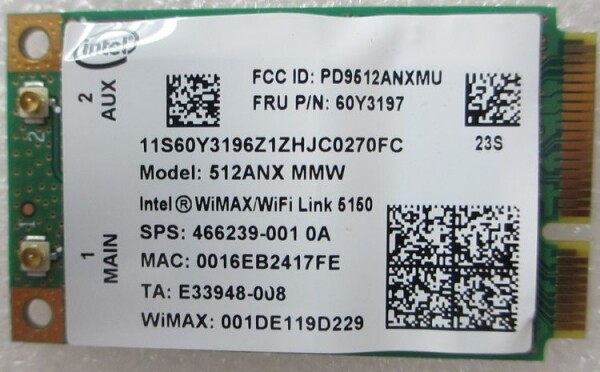 intel
FCC ID: PD9512ANXMU
FRU P/N: 60Y3197
2
AUX
23S
11S60Y3196Z1ZHJC0270FC
Model: 512ANX MMW
Intel® WiMAX/WiFi Link 5150
SPS: 466239-001 0A
1
MAIN
MAC: 0016EB2417FE
TA: E33948-008
WiMAX: 001DE119D229
2